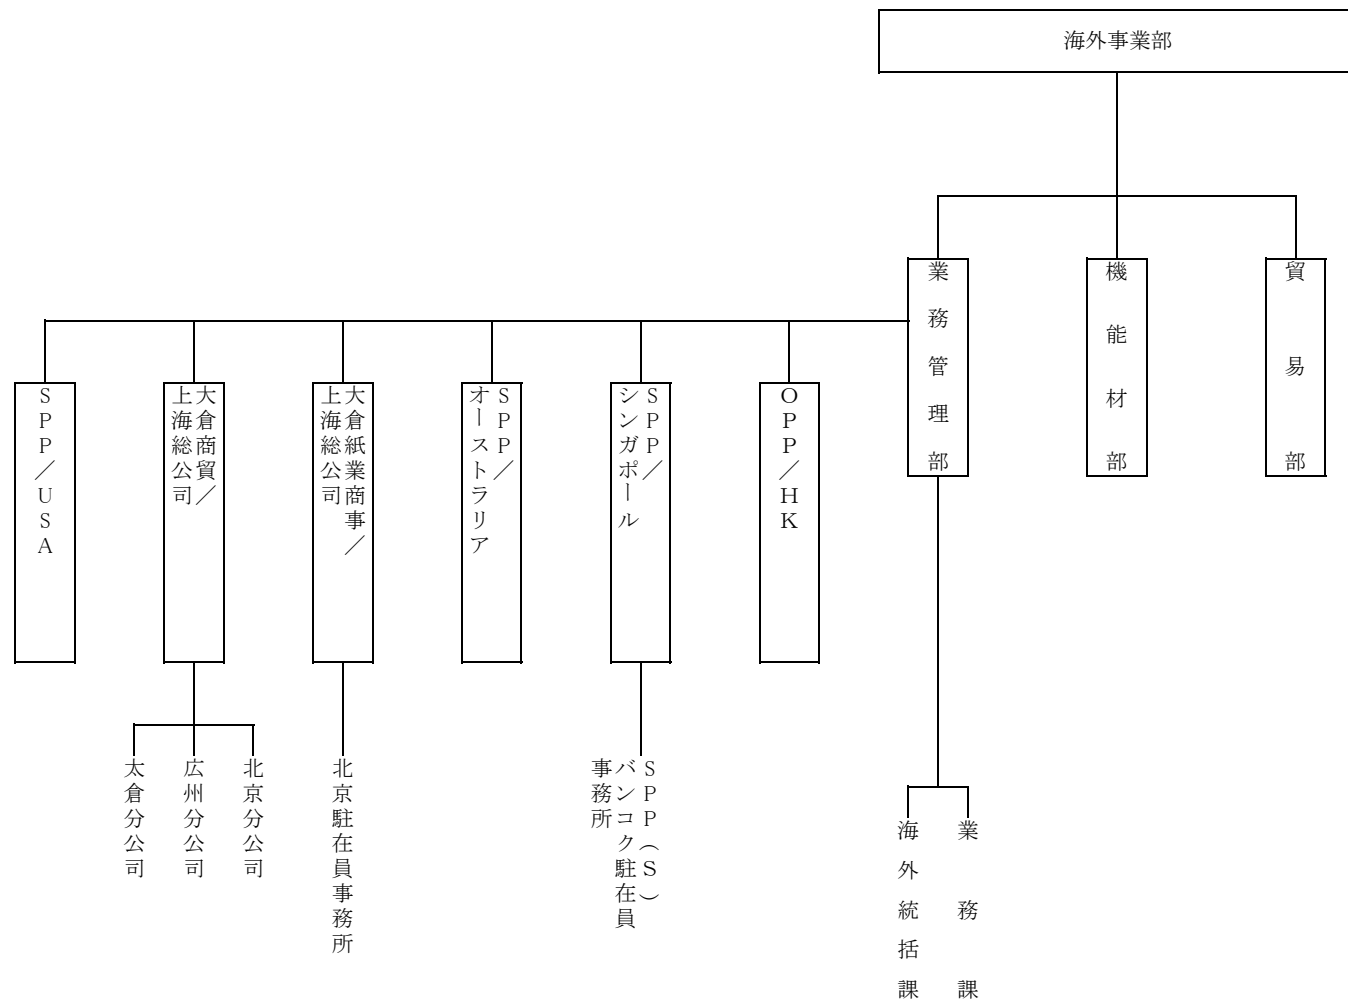 海外事業部
貿易部
機能材部
業務管理部
OPP/HK
SPP/
シンガポール
SPP/
オーストラリア
大倉紙業商事/
上海総公司
大倉商貿/
上海総公司
SPP/USA
SPP(S)
バンコク駐在員
事務所
北京駐在員事務所
北京分公司
広州分公司
太倉分公司
業務課
海外統括課